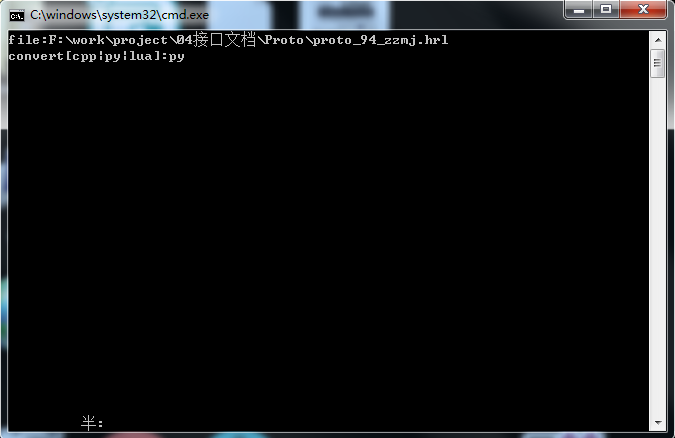 C:\windows\system32\cmd.exe
file:F:\work\project\04接口文档\Proto\proto_94_zzmj.hrl
convert[cpp|py|lua]:py
半: